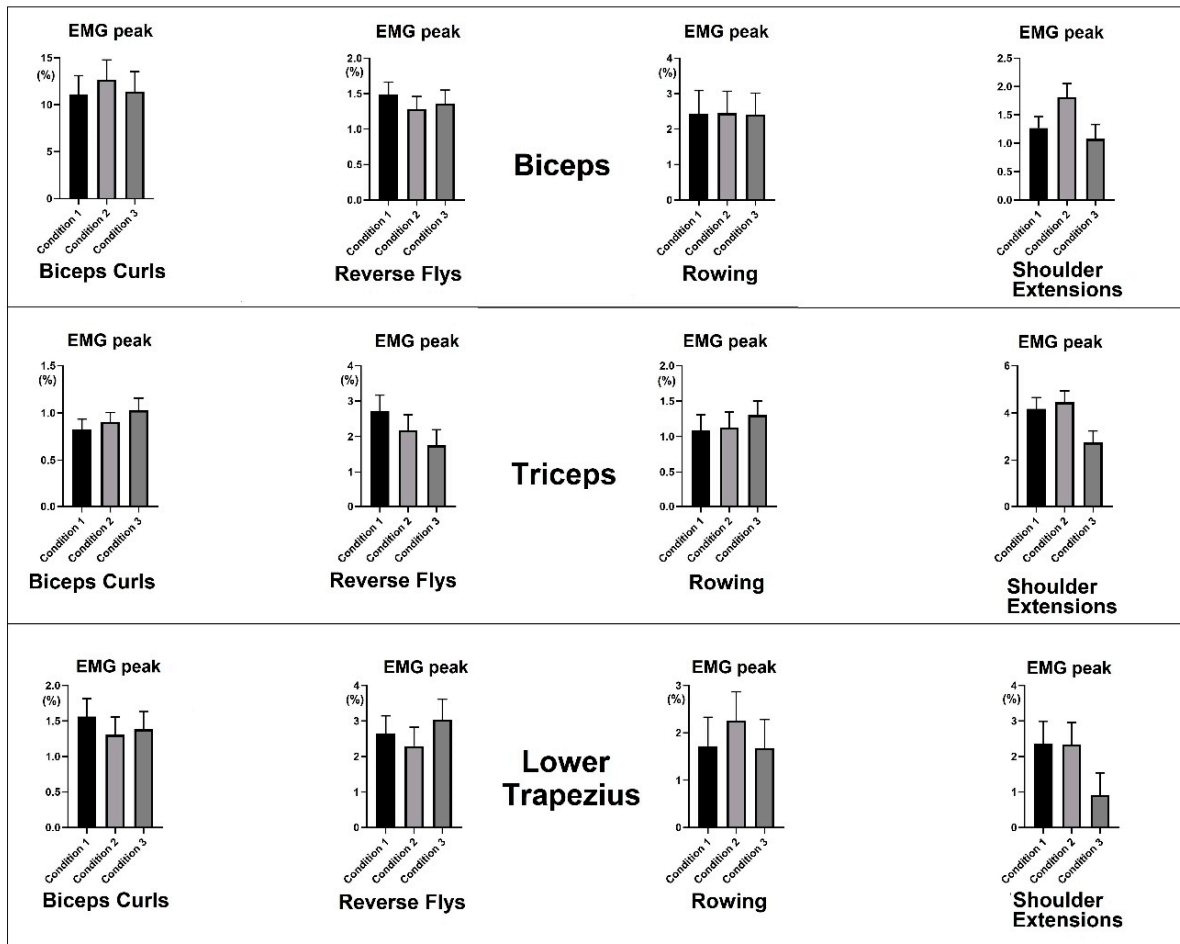 EMG peak
15
(%)
10
5
0
Condition 1
Condition 2
Condition 3
Biceps Curls
EMG peak
2.0
(%)
1.5
1.0
0.5
0.0
Condition 1
Condition 2
Condition 3
Reverse Flys
Biceps
EMG peak
4
(%)
3
2
1
0
Condition 1
Condition 2
Condition 3
Rowing
EMG peak
2.5
2.0
1.5
1.0
0.5
0.0
Condition 1
Condition 2
Condition 3
Shoulder
Extensions
EMG peak
1.5
(%)
1.0
0.5
0.0
Condition 1
Condition 2
Condition 3
Biceps Curls
EMG peak
4
(%)
3
2
1
0
Condition 1
Condition 2
Condition 3
Reverse Flys
Triceps
EMG peak
2.0
(%)
1.5
1.0
0.5
0.0
Condition 1
Condition 2
Condition 3
Rowing
EMG peak
6
4
2
0
Condition 1
Condition 2
Condition 3
Shoulder
Extensions
EMG peak
2.0
(%)
1.5
1.0
0.5
0.0
Condition 1
Condition 2
Condition 3
Biceps Curls
EMG peak
4
(%)
3
2
1
0
Condition 1
Condition 2
Condition 3
Reverse Flys
Lower
Trapezius
EMG peak
3
(%)
2
1
0
Condition 1
Condition 2
Condition 3
Rowing
EMG peak
4
(%)
3
2
1
0
Condition 1
Condition 2
Condition 3
Shoulder
Extensions